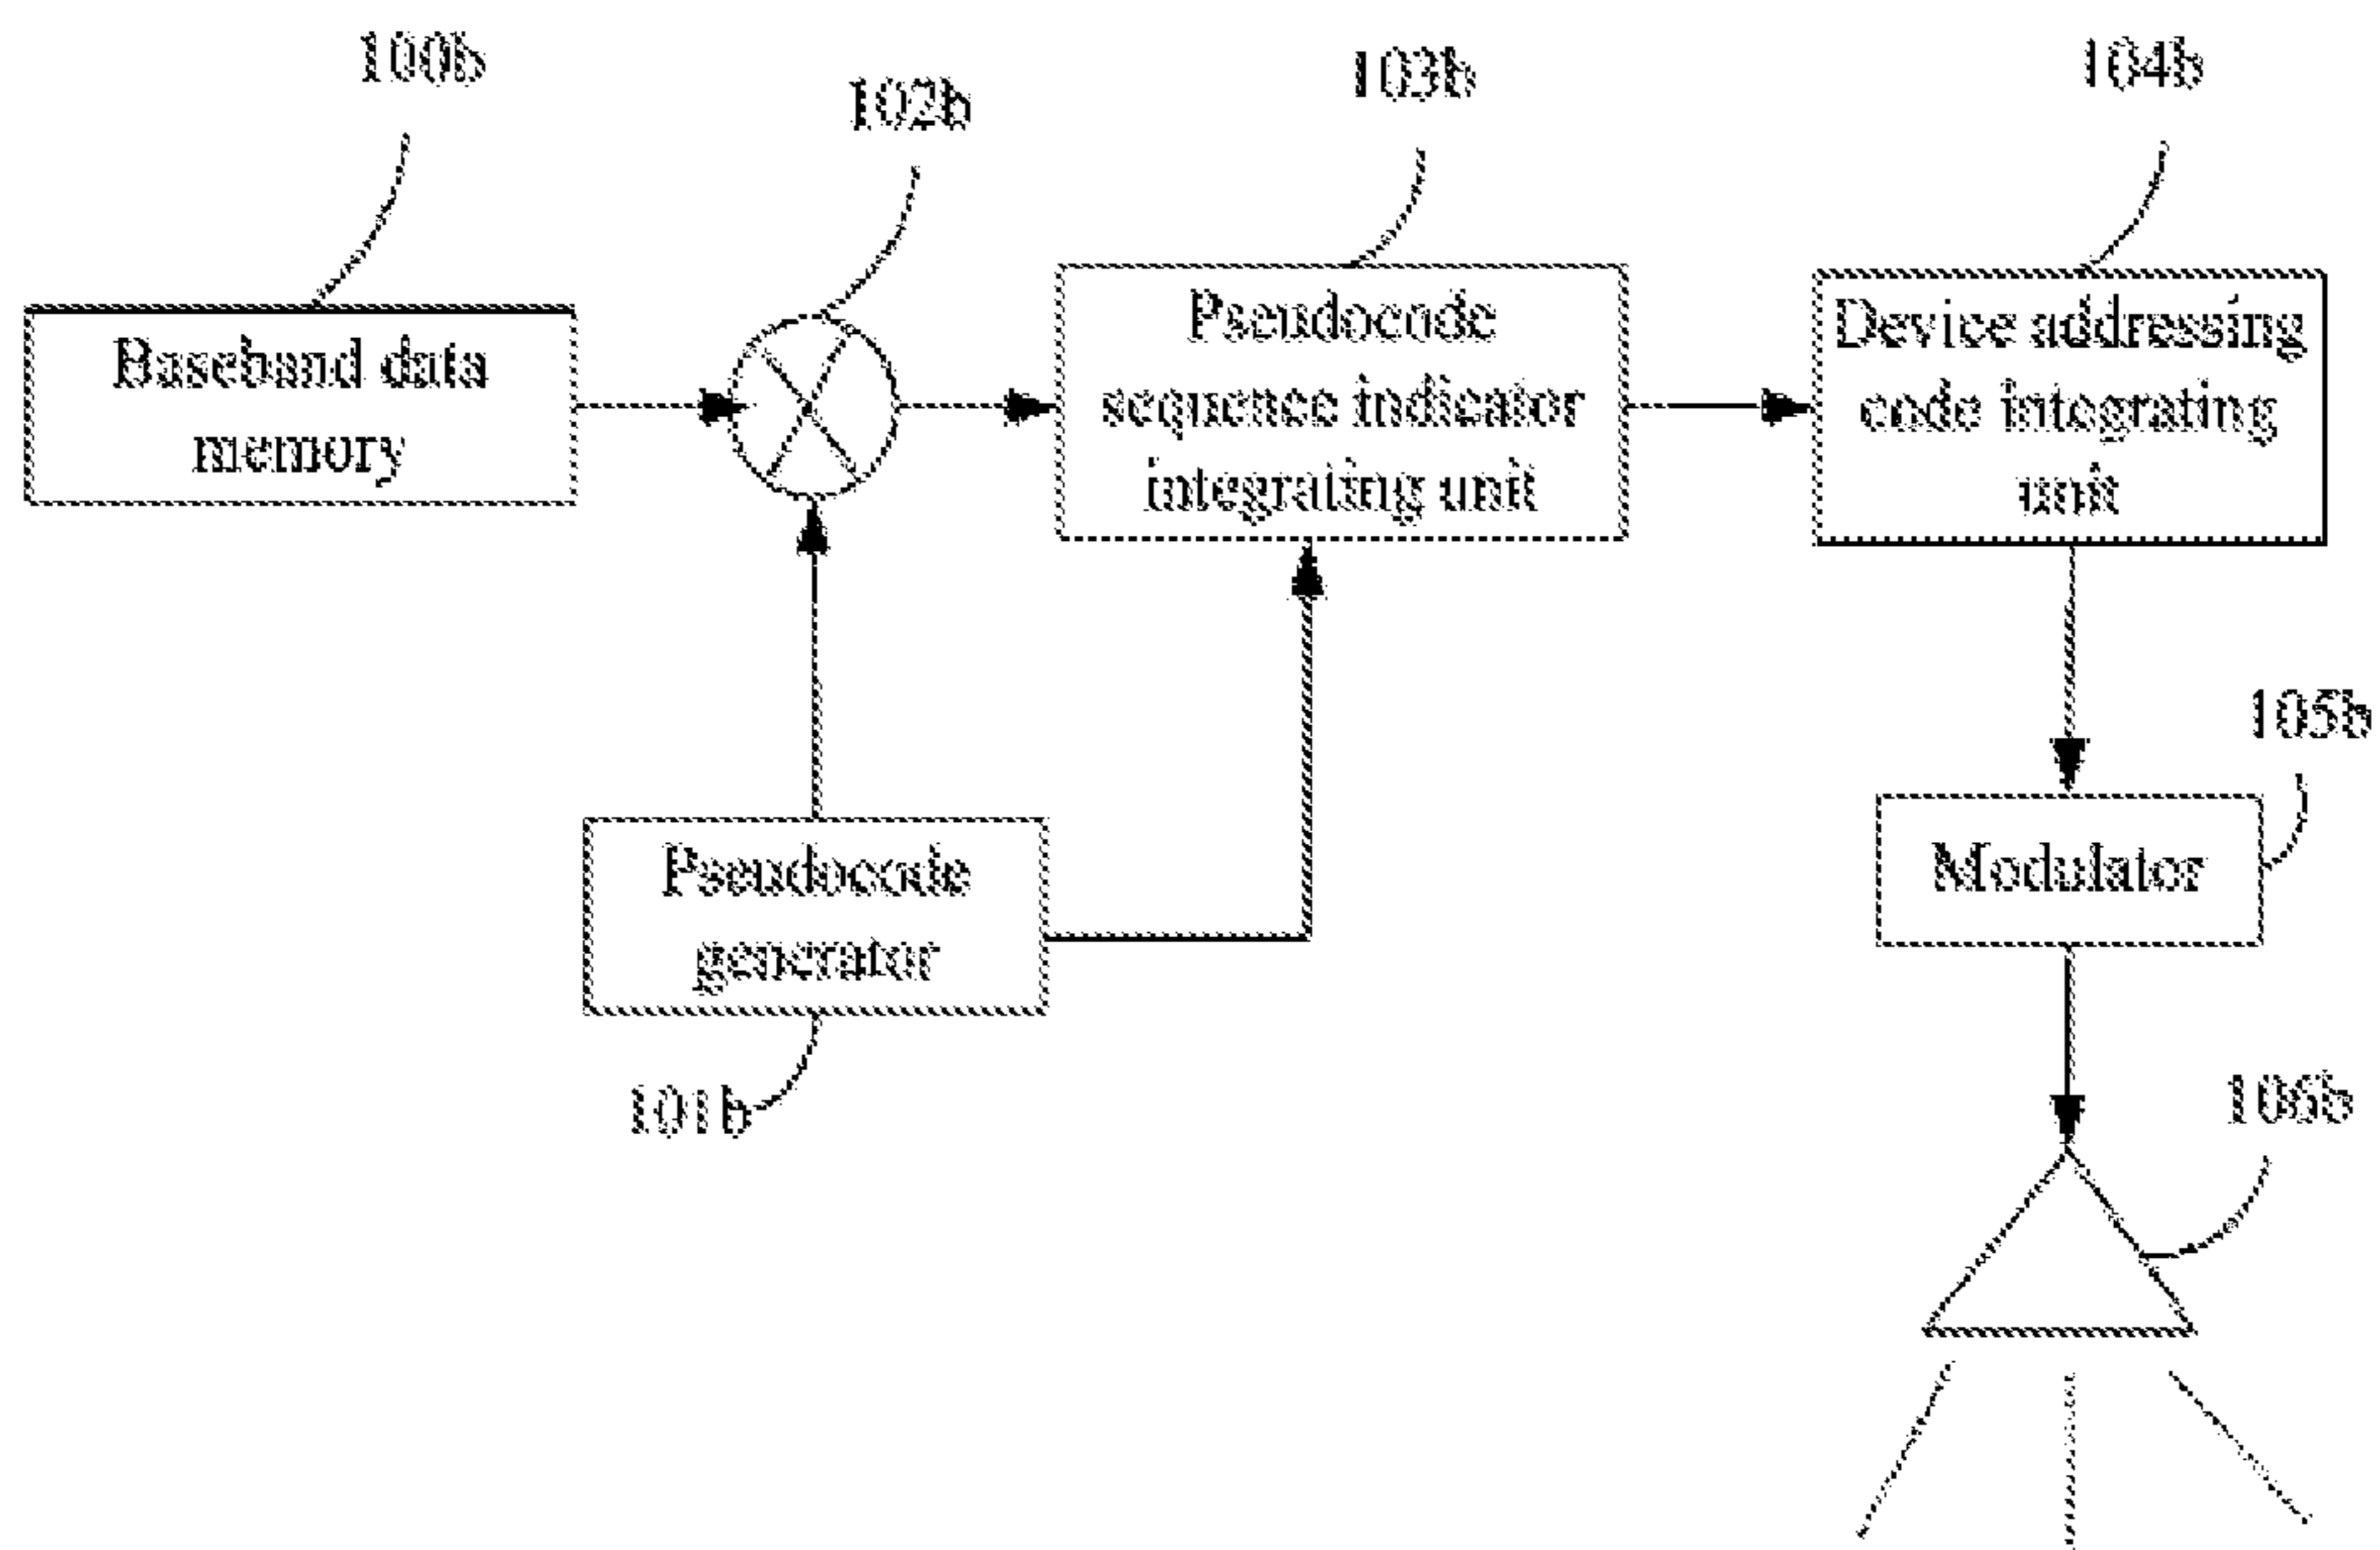 100b
102b
103b
104b
Baseband data
memory
Pseudocode
sequence indicator
integrating unit
Device addressing
code integrating
unit
105b
Modulator
Pseudocode
generator
101b
106b